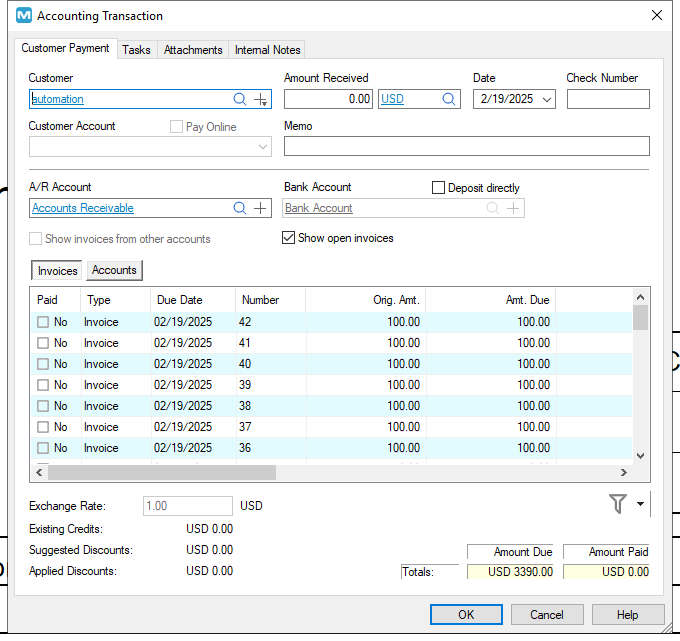 Accounting Transaction
Customer Payment Tasks Attachments Internal Notes
Customer Amount Received Date Check Number
automation 0.00 USD 2/19/2025
Customer Account Pay Online Memo
A/R Account Bank Account Deposit directly
Accounts Receivable Bank Account
Show invoices from other accounts Show open invoices
Invoices Accounts
Paid Type Due Date Number Orig. Amt. Amt. Due
No Invoice 02/19/2025 42 100.00 100.00
No Invoice 02/19/2025 41 100.00 100.00
No Invoice 02/19/2025 40 100.00 100.00
No Invoice 02/19/2025 39 100.00 100.00
No Invoice 02/19/2025 38 100.00 100.00
No Invoice 02/19/2025 37 100.00 100.00
No Invoice 02/19/2025 36 100.00 100.00
Exchange Rate: 1.00 USD
Existing Credits: USD 0.00
Suggested Discounts: USD 0.00
Amount Due Amount Paid
Applied Discounts: USD 0.00 Totals: USD 3390.00 USD 0.00
OK Cancel Help